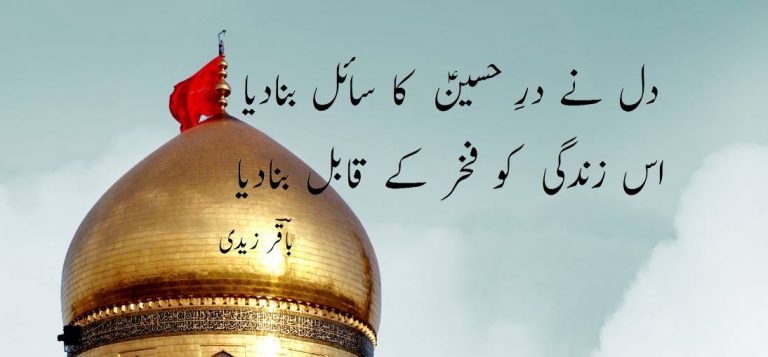 دل نے درِ حسینؑ کا سائل بنادیا
اس زندگی کو فخر کے قابل بنادیا
باقرؔ زیدی